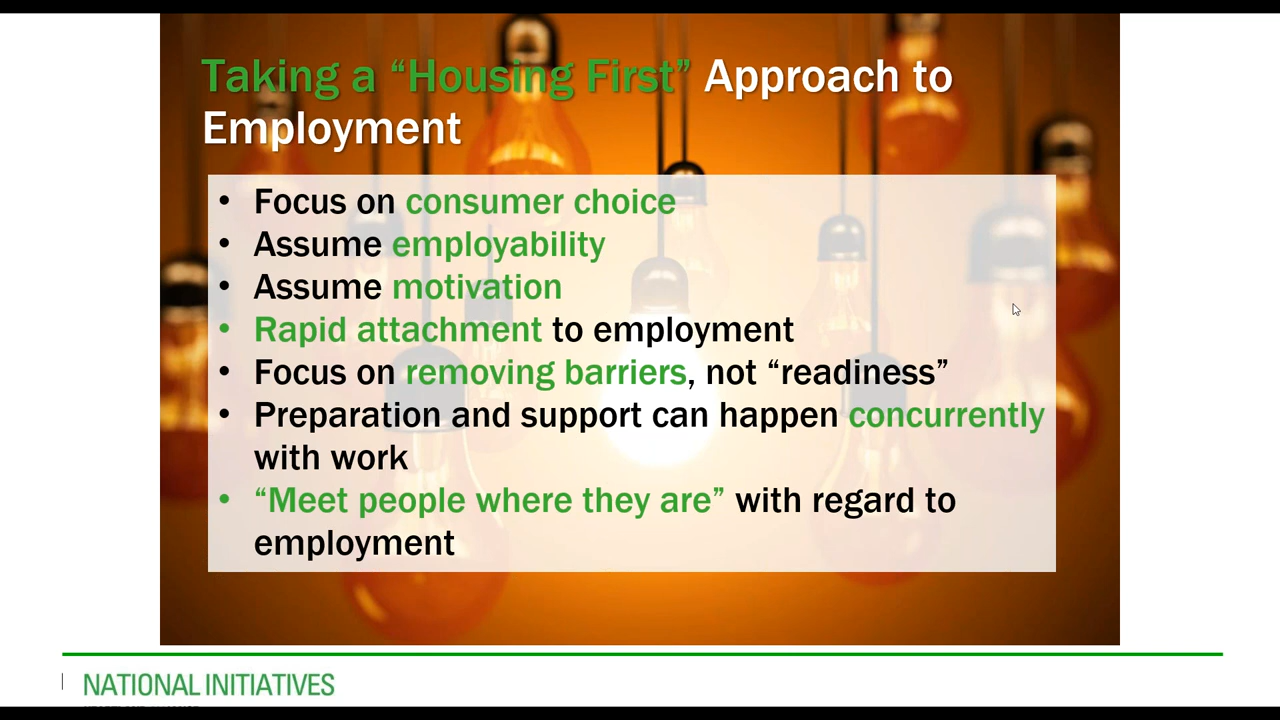 Taking a “Housing First” Approach to
Employment
• Focus on consumer choice
• Assume employability
• Assume motivation
• Rapid attachment to employment
• Focus on removing barriers, not “readiness”
• Preparation and support can happen concurrently
with work
• “Meet people where they are” with regard to
employment
NATIONAL INITIATIVES